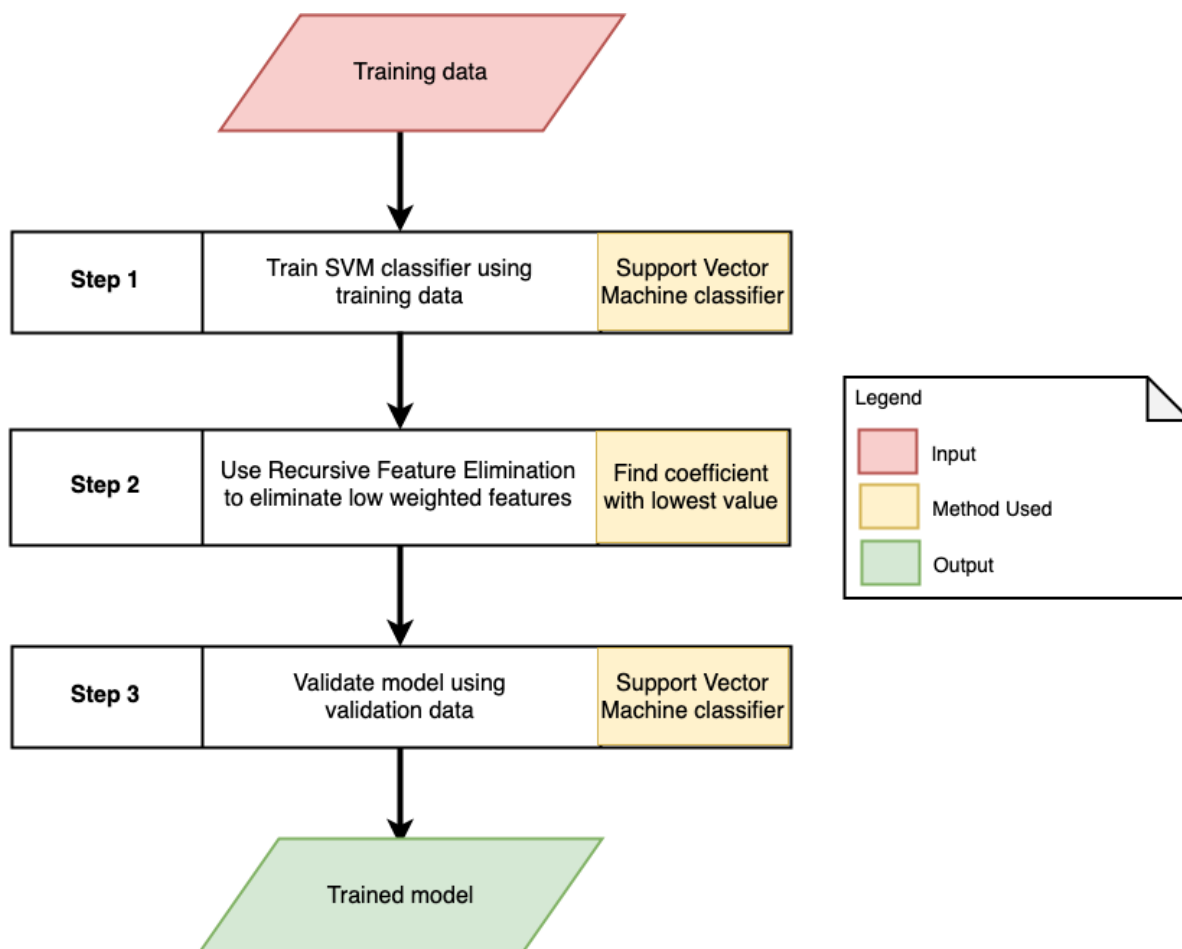 Training data
Step 1
Train SVM classifier using
training data
Support Vector
Machine classifier
Step 2
Use Recursive Feature Elimination
to eliminate low weighted features
Find coefficient
with lowest value
Step 3
Validate model using
validation data
Support Vector
Machine classifier
Trained model
Legend
Input
Method Used
Output